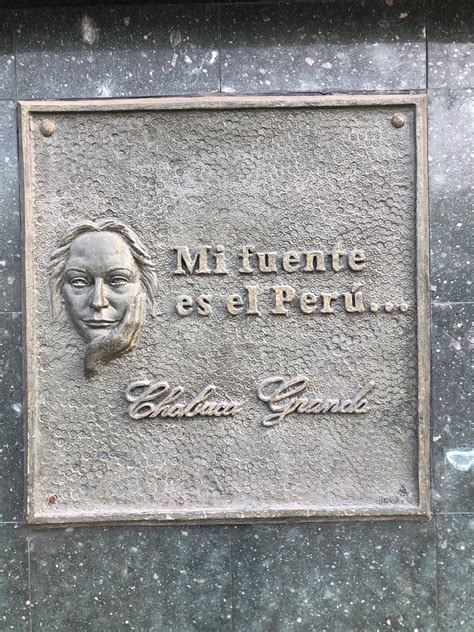 Mi fuente
es el Perú...
Chabuca Granda